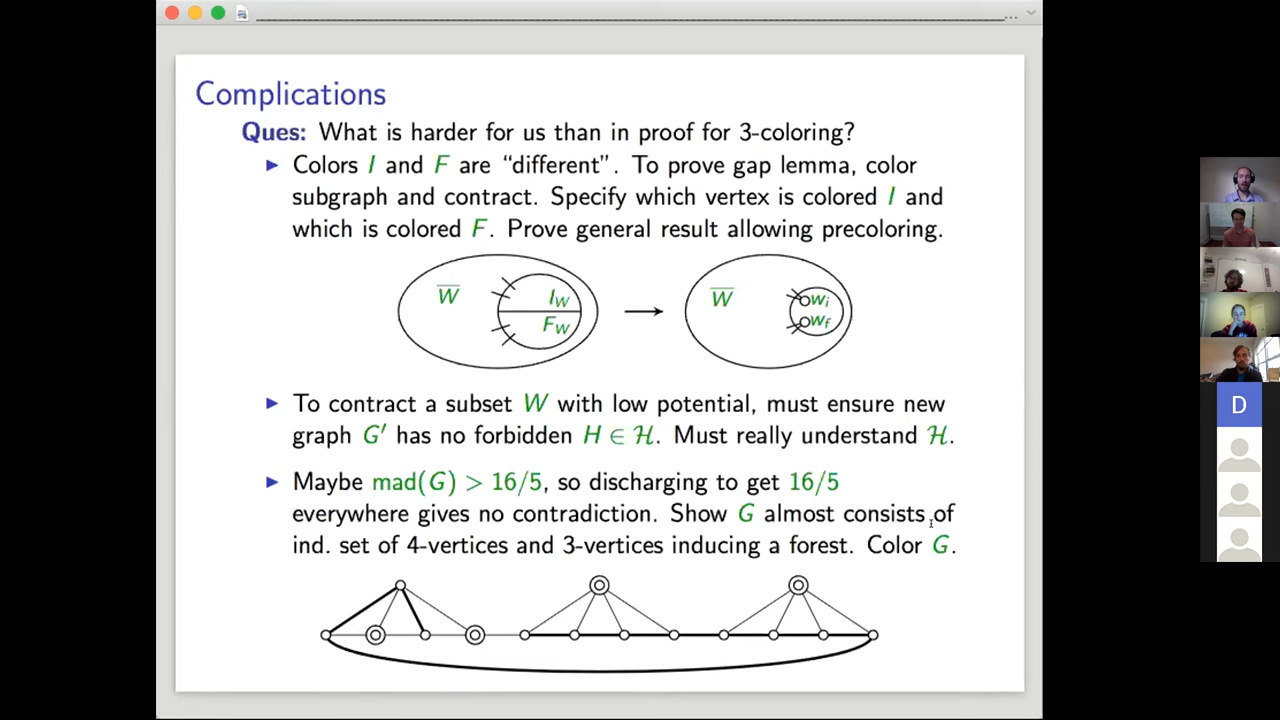 Complications
Ques: What is harder for us than in proof for 3-coloring?
▶ Colors I and F are “different”. To prove gap lemma, color
subgraph and contract. Specify which vertex is colored I and
which is colored F. Prove general result allowing precoloring.
W̅ I_W F_W W̅ w_i w_f
▶ To contract a subset W with low potential, must ensure new
graph G′ has no forbidden H ∈ ℋ. Must really understand ℋ.
▶ Maybe mad(G) > 16/5, so discharging to get 16/5
everywhere gives no contradiction. Show G almost consists of
ind. set of 4-vertices and 3-vertices inducing a forest. Color G.
D